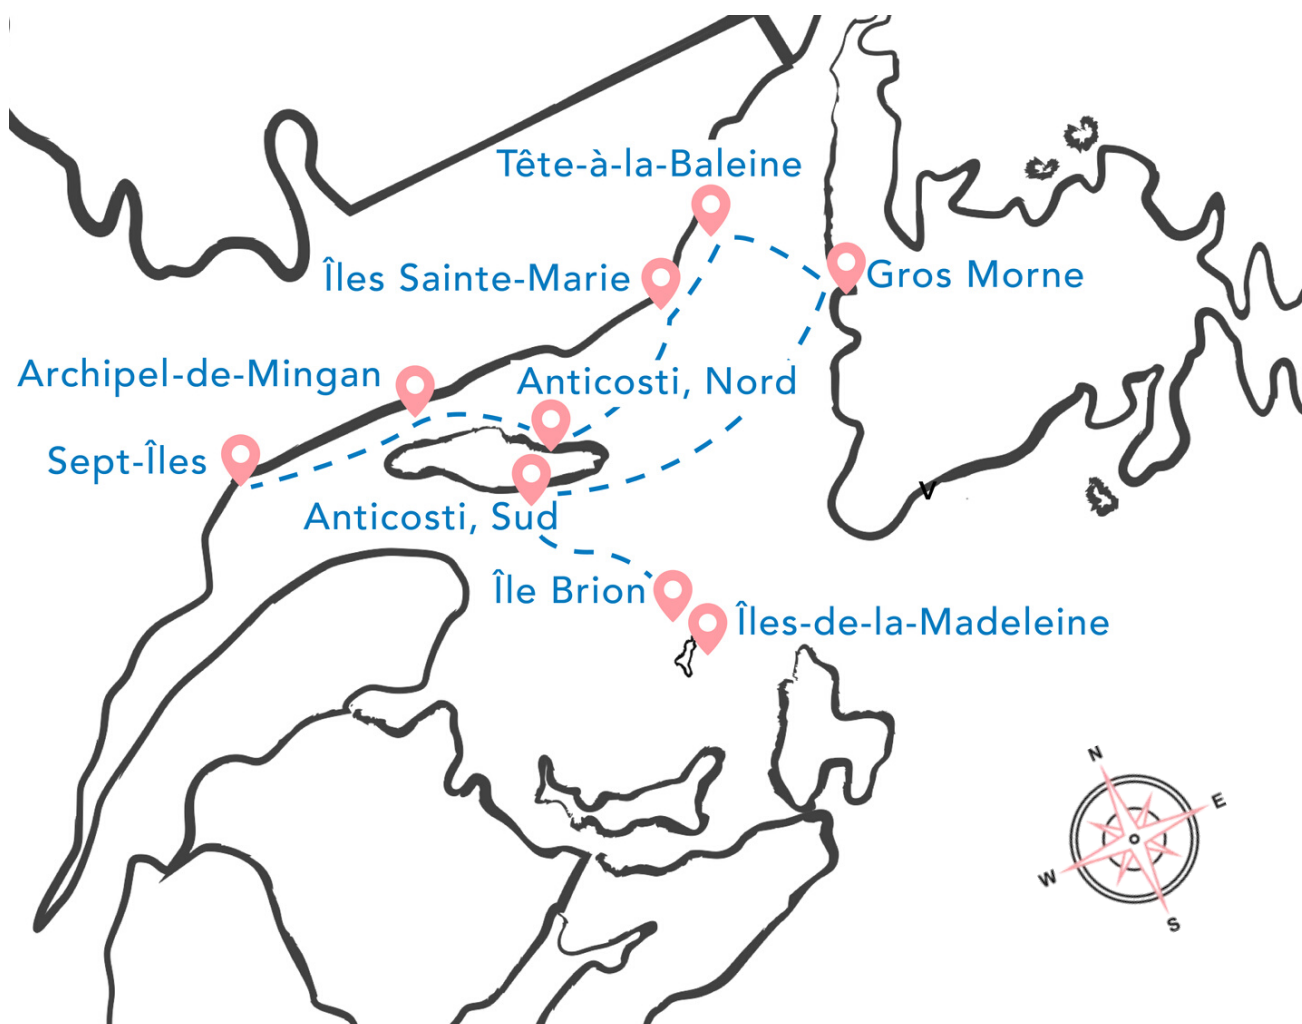 Tête-à-la-Baleine
Îles Sainte-Marie
Gros Morne
Archipel-de-Mingan
Anticosti, Nord
Sept-Îles
Anticosti, Sud
Île Brion
Îles-de-la-Madeleine
N
E
W
S